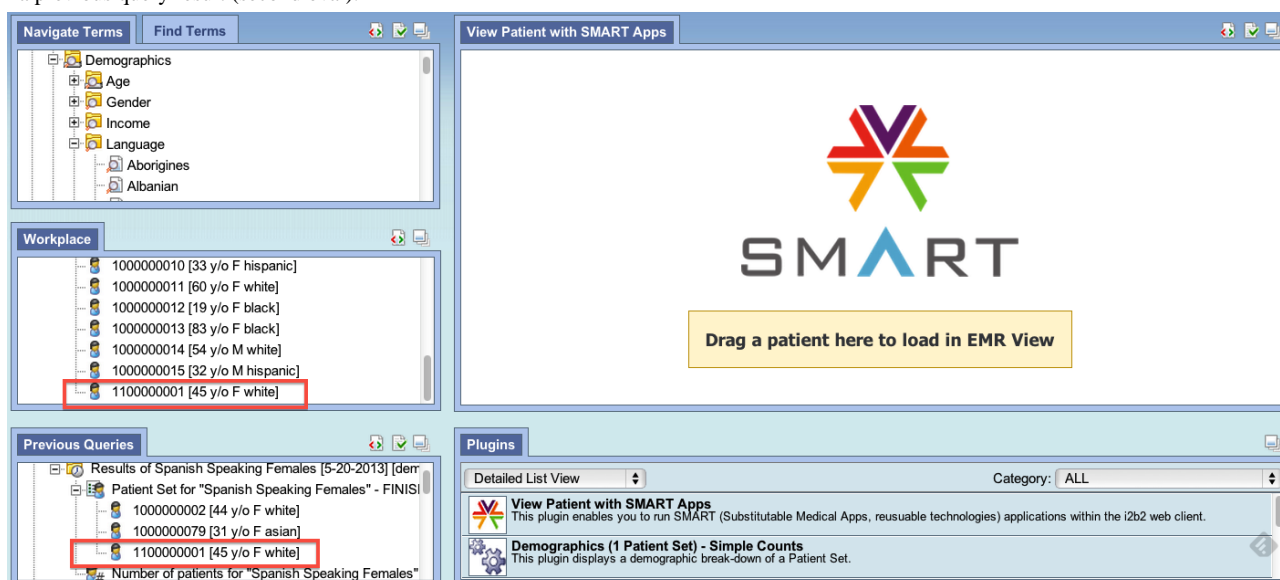 Navigate Terms
Find Terms
Demographics
Age
Gender
Income
Language
Aborigines
Albanian
Workplace
1000000010 [33 y/o F hispanic]
1000000011 [60 y/o F white]
1000000012 [19 y/o F black]
1000000013 [83 y/o F black]
1000000014 [54 y/o M white]
1000000015 [32 y/o M hispanic]
1100000001 [45 y/o F white]
Previous Queries
Results of Spanish Speaking Females [5-20-2013] [dem
Patient Set for "Spanish Speaking Females" - FINIS
1000000002 [44 y/o F white]
1000000079 [31 y/o F asian]
1100000001 [45 y/o F white]
Number of patients for "Spanish Speaking Females"
View Patient with SMART Apps
SMART
Drag a patient here to load in EMR View
Plugins
Detailed List View
Category: ALL
View Patient with SMART Apps
This plugin enables you to run SMART (Substitutable Medical Apps, reusuable technologies) applications within the i2b2 web client.
Demographics (1 Patient Set) - Simple Counts
This plugin displays a demographic break-down of a Patient Set.